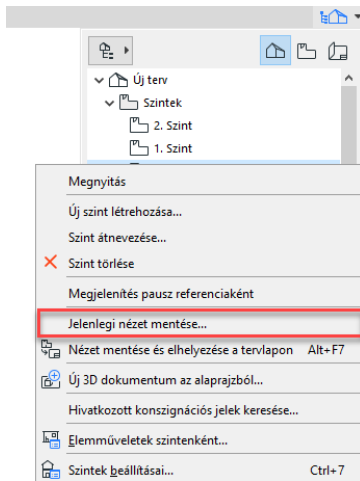 Új terv
Szintek
2. Szint
1. Szint
Megnyitás
Új szint létrehozása...
Szint átnevezése...
Szint törlése
Megjelenítés pausz referenciaként
Jelenlegi nézet mentése...
Nézet mentése és elhelyezése a tervlapon Alt+F7
Új 3D dokumentum az alaprajzból...
Hivatkozott konszignációs jelek keresése...
Elemműveletek szintenként...
Szintek beállításai... Ctrl+7